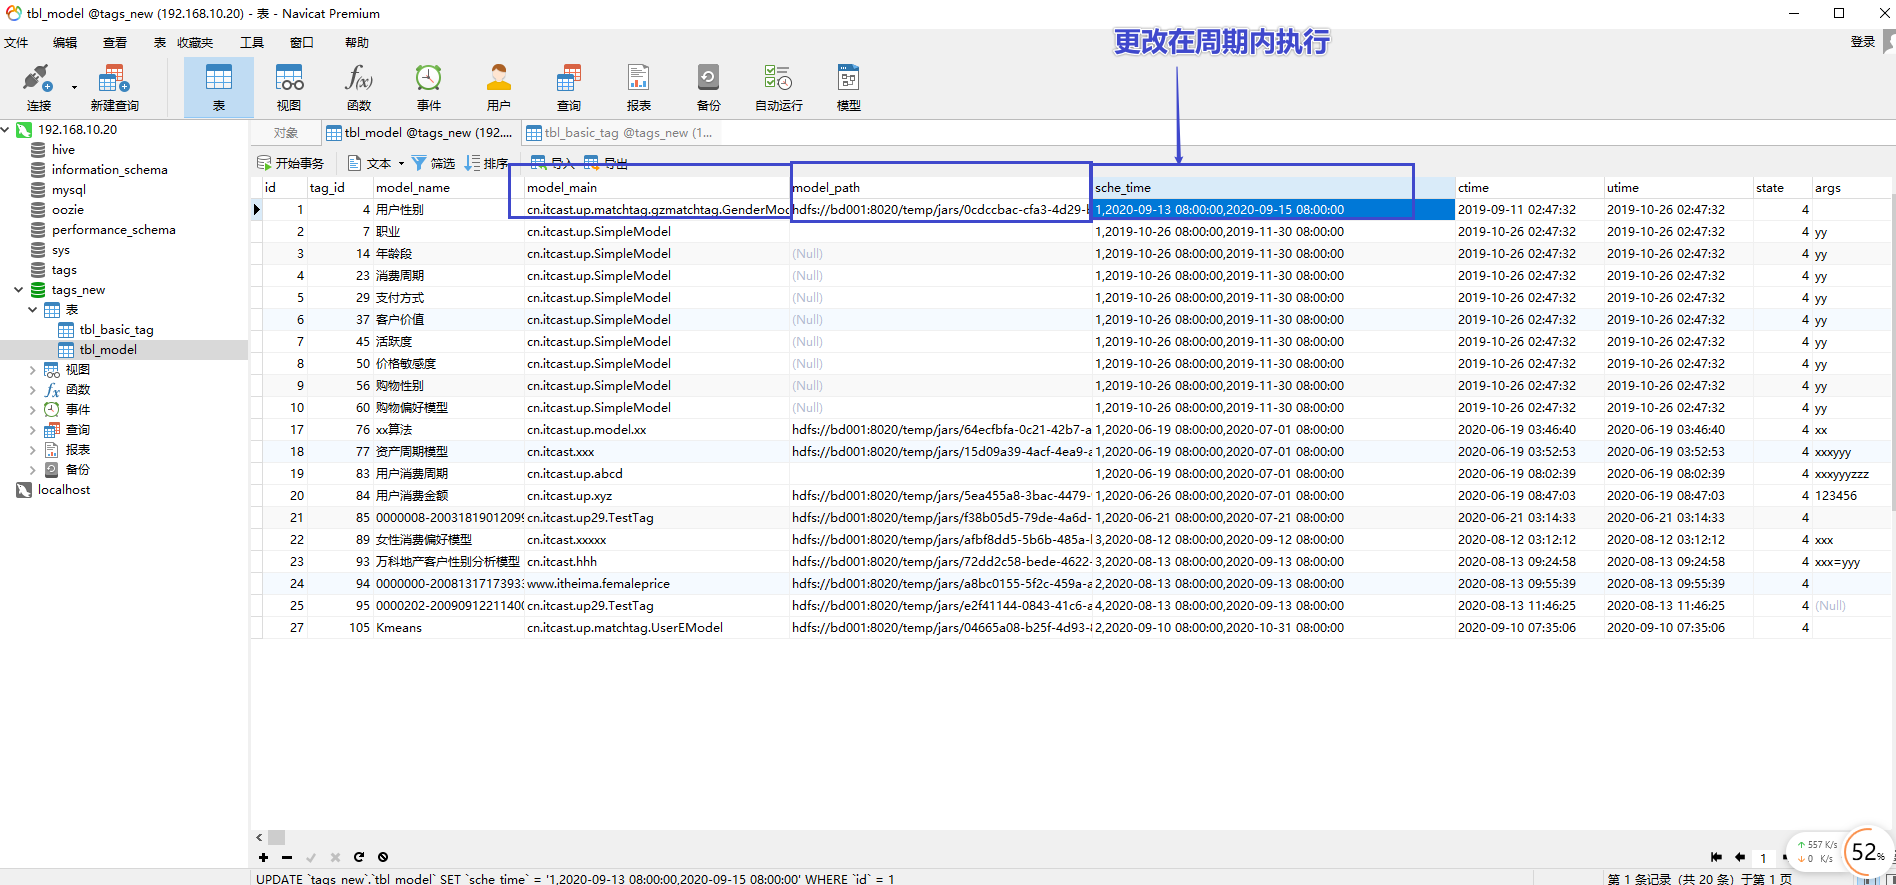 tbl_model @tags_new (192.168.10.20) - 表 - Navicat Premium
更改在周期内执行
文件 编辑 查看 表 收藏夹 工具 窗口 帮助 登录
连接 新建查询 表 视图 函数 事件 用户 查询 报表 备份 自动运行 模型
对象 tbl_model @tags_new (192.... tbl_basic_tag @tags_new (1...
开始事务 文本 筛选 排序 导入 导出
192.168.10.20
hive
information_schema
mysql
oozie
performance_schema
sys
tags
tags_new
表
tbl_basic_tag
tbl_model
视图
函数
事件
查询
报表
备份
localhost
id tag_id model_name model_main model_path sche_time ctime utime state args
1 4 用户性别 cn.itcast.up.matchtag.gzmatchtag.GenderMod hdfs://bd001:8020/temp/jars/0cdccbac-cfa3-4d29- 1,2020-09-13 08:00:00,2020-09-15 08:00:00 2019-09-11 02:47:32 2019-10-26 02:47:32 4
2 7 职业 cn.itcast.up.SimpleModel 1,2019-10-26 08:00:00,2019-11-30 08:00:00 2019-10-26 02:47:32 2019-10-26 02:47:32 4 yy
3 14 年龄段 cn.itcast.up.SimpleModel (Null) 1,2019-10-26 08:00:00,2019-11-30 08:00:00 2019-10-26 02:47:32 2019-10-26 02:47:32 4 yy
4 23 消费周期 cn.itcast.up.SimpleModel (Null) 1,2019-10-26 08:00:00,2019-11-30 08:00:00 2019-10-26 02:47:32 2019-10-26 02:47:32 4 yy
5 29 支付方式 cn.itcast.up.SimpleModel (Null) 1,2019-10-26 08:00:00,2019-11-30 08:00:00 2019-10-26 02:47:32 2019-10-26 02:47:32 4 yy
6 37 客户价值 cn.itcast.up.SimpleModel (Null) 1,2019-10-26 08:00:00,2019-11-30 08:00:00 2019-10-26 02:47:32 2019-10-26 02:47:32 4 yy
7 45 活跃度 cn.itcast.up.SimpleModel (Null) 1,2019-10-26 08:00:00,2019-11-30 08:00:00 2019-10-26 02:47:32 2019-10-26 02:47:32 4 yy
8 50 价格敏感度 cn.itcast.up.SimpleModel (Null) 1,2019-10-26 08:00:00,2019-11-30 08:00:00 2019-10-26 02:47:32 2019-10-26 02:47:32 4 yy
9 56 购物性别 cn.itcast.up.SimpleModel (Null) 1,2019-10-26 08:00:00,2019-11-30 08:00:00 2019-10-26 02:47:32 2019-10-26 02:47:32 4 yy
10 60 购物偏好模型 cn.itcast.up.SimpleModel (Null) 1,2019-10-26 08:00:00,2019-11-30 08:00:00 2019-10-26 02:47:32 2019-10-26 02:47:32 4 yy
17 76 xx算法 cn.itcast.up.model.xx hdfs://bd001:8020/temp/jars/64ecfbfa-0c21-42b7-a 1,2020-06-19 08:00:00,2020-07-01 08:00:00 2020-06-19 03:46:40 2020-06-19 03:46:40 4 xx
18 77 资产周期模型 cn.itcast.xxx hdfs://bd001:8020/temp/jars/15d09a39-4acf-4ea9-a 1,2020-06-19 08:00:00,2020-07-01 08:00:00 2020-06-19 03:52:53 2020-06-19 03:52:53 4 xxxyyy
19 83 用户消费周期 cn.itcast.up.abcd 1,2020-06-19 08:00:00,2020-07-01 08:00:00 2020-06-19 08:02:39 2020-06-19 08:02:39 4 xxxyyyzzz
20 84 用户消费金额 cn.itcast.up.xyz hdfs://bd001:8020/temp/jars/5ea455a8-3bac-4479- 1,2020-06-26 08:00:00,2020-07-01 08:00:00 2020-06-19 08:47:03 2020-06-19 08:47:03 4 123456
21 85 0000008-200318190120 cn.itcast.up29.TestTag hdfs://bd001:8020/temp/jars/f38b05d5-79de-4a6d- 1,2020-06-21 08:00:00,2020-07-21 08:00:00 2020-06-21 03:14:33 2020-06-21 03:14:33 4
22 89 女性消费偏好模型 cn.itcast.xxxxx hdfs://bd001:8020/temp/jars/afbf8dd5-5b6b-485a- 3,2020-08-12 08:00:00,2020-09-12 08:00:00 2020-08-12 03:12:12 2020-08-12 03:12:12 4 xxx
23 93 万科地产客户性别分析模型 cn.itcast.hhh hdfs://bd001:8020/temp/jars/72dd2c58-bede-4622- 3,2020-08-13 08:00:00,2020-09-13 08:00:00 2020-08-13 09:24:58 2020-08-13 09:24:58 4 xxx=yyy
24 94 0000000-200813171739 www.itheima.femaleprice hdfs://bd001:8020/temp/jars/a8bc0155-5f2c-459a-a 2,2020-08-13 08:00:00,2020-09-13 08:00:00 2020-08-13 09:55:39 2020-08-13 09:55:39 4
25 95 0000202-200909122114 cn.itcast.up29.TestTag hdfs://bd001:8020/temp/jars/e2f41144-0843-41c6-a 4,2020-08-13 08:00:00,2020-09-13 08:00:00 2020-08-13 11:46:25 2020-08-13 11:46:25 4 (Null)
27 105 Kmeans cn.itcast.up.matchtag.UserEModel hdfs://bd001:8020/temp/jars/04665a08-b25f-4d93- 2,2020-09-10 08:00:00,2020-10-31 08:00:00 2020-09-10 07:35:06 2020-09-10 07:35:06 4
1
557 K/s
0 K/s
52%
UPDATE `tags_new`.`tbl_model` SET `sche_time` = '1,2020-09-13 08:00:00,2020-09-15 08:00:00' WHERE `id` = 1
第 1 条记录 (共 20 条) 于第 1 页